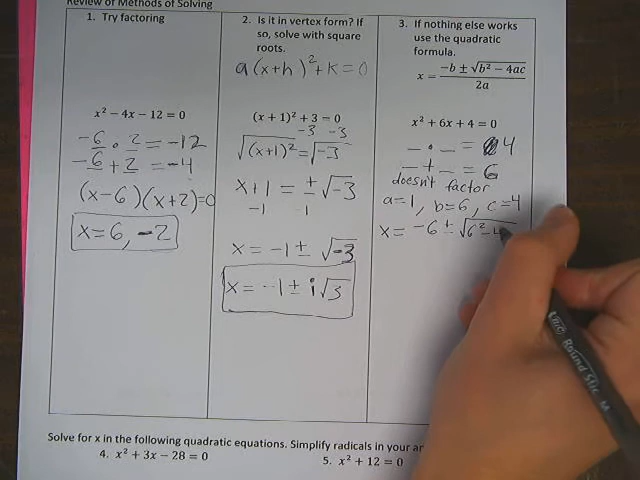 Review of Methods of Solving
1. Try factoring
x² − 4x − 12 = 0
-6 · 2 = -12
-6 + 2 = -4
(x-6)(x+2)=0
x=6, -2
2. Is it in vertex form? If
so, solve with square
roots.
a(x+h)²+k=0
(x + 1)² + 3 = 0
-3 -3
√(x+1)² = √-3
x+1 = ±√-3
-1 -1
x = -1 ± √-3
x = -1 ± i√3
3. If nothing else works
use the quadratic
formula.
x = (−b ± √(b² − 4ac)) / 2a
x² + 6x + 4 = 0
_ · _ = 4
_ + _ = 6
doesn't factor
a=1, b=6, c=4
x= -6 ± √6²-4
Solve for x in the following quadratic equations. Simplify radicals in your
4. x² + 3x − 28 = 0
5. x² + 12 = 0
Round Stic M